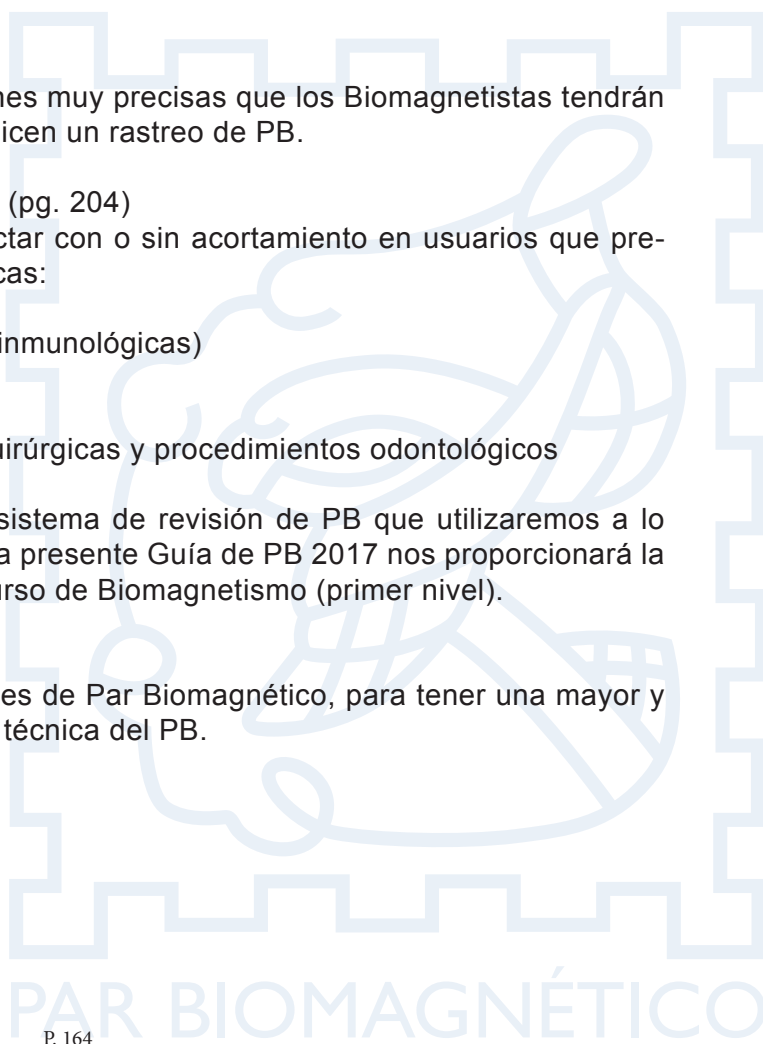 nes muy precisas que los Biomagnetistas tendrán
icen un rastreo de PB.
(pg. 204)
ctar con o sin acortamiento en usuarios que pre-
cas:
inmunológicas)
uirúrgicas y procedimientos odontológicos
sistema de revisión de PB que utilizaremos a lo
a presente Guía de PB 2017 nos proporcionará la
urso de Biomagnetismo (primer nivel).
es de Par Biomagnético, para tener una mayor y
técnica del PB.
PAR BIOMAGNÉTICO
P. 164